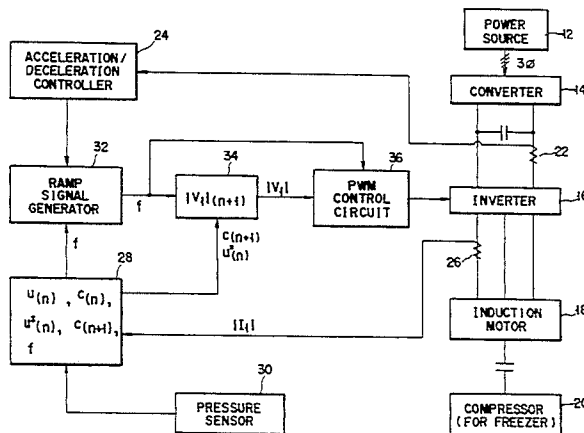 24
ACCELERATION/
DECELERATION
CONTROLLER
POWER
SOURCE
12
3ø
CONVERTER
14
22
32
RAMP
SIGNAL
GENERATOR
f
34
|V₁|(n+1)
|V₁|
36
PWM
CONTROL
CIRCUIT
INVERTER
16
f
28
c(n+1)
u*(n)
26
u(n) , c(n),
u*(n), c(n+1),
f
|I₁|
INDUCTION
MOTOR
18
30
PRESSURE
SENSOR
COMPRESSOR
(FOR FREEZER)
20